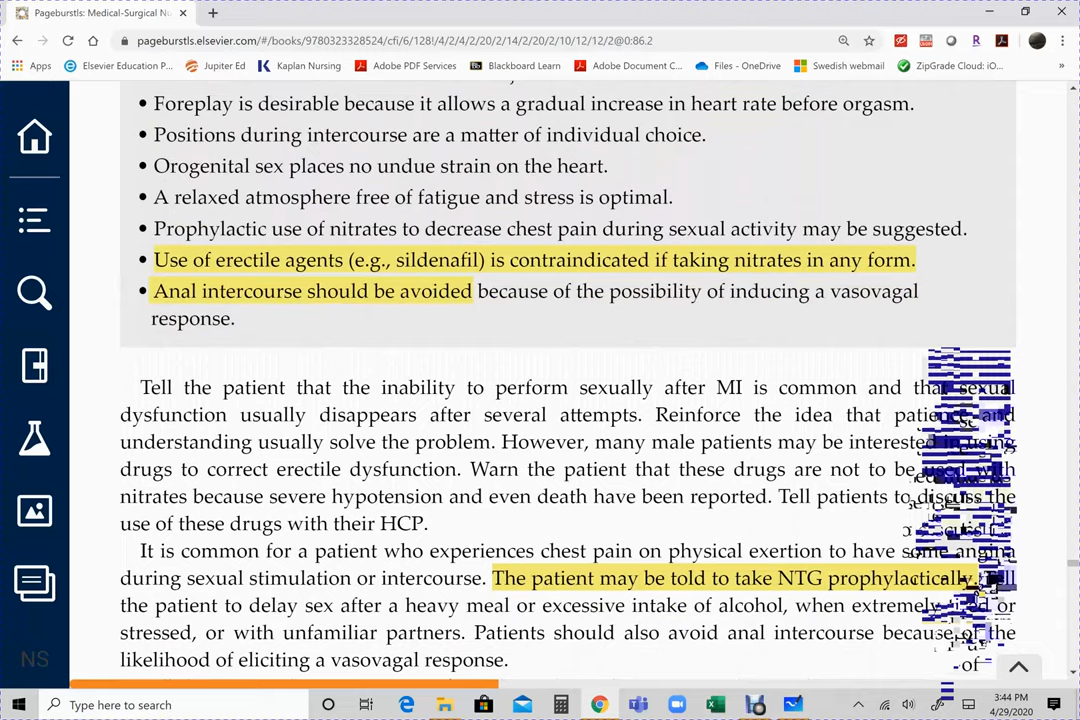 Pageburstls: Medical-Surgical Nu
pageburstls.elsevier.com/#/books/9780323328524/cfi/6/128!/4/2/4/2/20/2/14/2/20/2/10/12/12/2@0:86.2
Apps Elsevier Education P... Jupiter Ed Kaplan Nursing Adobe PDF Services Blackboard Learn Adobe Document C... Files - OneDrive Swedish webmail ZipGrade Cloud: iO... »
• Foreplay is desirable because it allows a gradual increase in heart rate before orgasm.
• Positions during intercourse are a matter of individual choice.
• Orogenital sex places no undue strain on the heart.
• A relaxed atmosphere free of fatigue and stress is optimal.
• Prophylactic use of nitrates to decrease chest pain during sexual activity may be suggested.
• Use of erectile agents (e.g., sildenafil) is contraindicated if taking nitrates in any form.
• Anal intercourse should be avoided because of the possibility of inducing a vasovagal
response.
Tell the patient that the inability to perform sexually after MI is common and that sexual
dysfunction usually disappears after several attempts. Reinforce the idea that patience and
understanding usually solve the problem. However, many male patients may be interested in using
drugs to correct erectile dysfunction. Warn the patient that these drugs are not to be used with
nitrates because severe hypotension and even death have been reported. Tell patients to discuss the
use of these drugs with their HCP.
It is common for a patient who experiences chest pain on physical exertion to have some angina
during sexual stimulation or intercourse. The patient may be told to take NTG prophylactically. Tell
the patient to delay sex after a heavy meal or excessive intake of alcohol, when extremely tired or
stressed, or with unfamiliar partners. Patients should also avoid anal intercourse because of the
likelihood of eliciting a vasovagal response.
NS
Type here to search
3:44 PM
4/29/2020